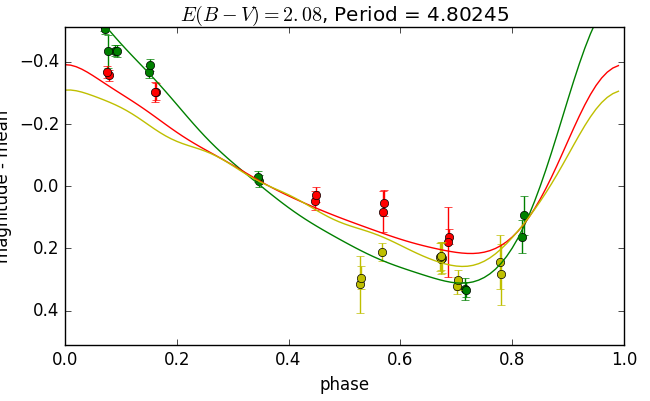 E(B − V) = 2.08, Period = 4.80245
−0.4
−0.2
0.0
0.2
0.4
magnitude - mean
0.0 0.2 0.4 0.6 0.8 1.0
phase